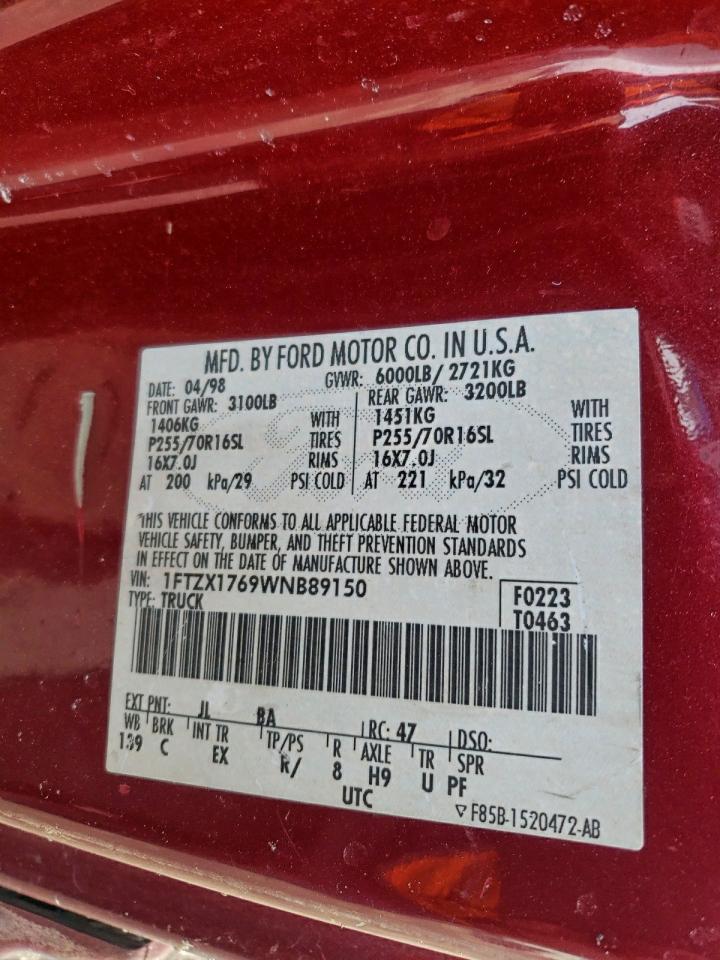 MFD. BY FORD MOTOR CO. IN U.S.A.
DATE: 04/98 GVWR: 6000LB/ 2721KG
FRONT GAWR: 3100LB REAR GAWR: 3200LB
1406KG WITH 1451KG WITH
P255/70R16SL TIRES P255/70R16SL TIRES
16X7.0J RIMS 16X7.0J RIMS
AT 200 kPa/29 PSI COLD AT 221 kPa/32 PSI COLD
THIS VEHICLE CONFORMS TO ALL APPLICABLE FEDERAL MOTOR
VEHICLE SAFETY, BUMPER, AND THEFT PREVENTION STANDARDS
IN EFFECT ON THE DATE OF MANUFACTURE SHOWN ABOVE.
VIN: 1FTZX1769WNB89150
TYPE: TRUCK
F0223
T0463
EXT PNT: JL BA RC: 47 DSO:
WB BRK INT TR TP/PS R AXLE TR SPR
139 C EX R/ 8 H9 U PF
UTC
F85B-1520472-AB